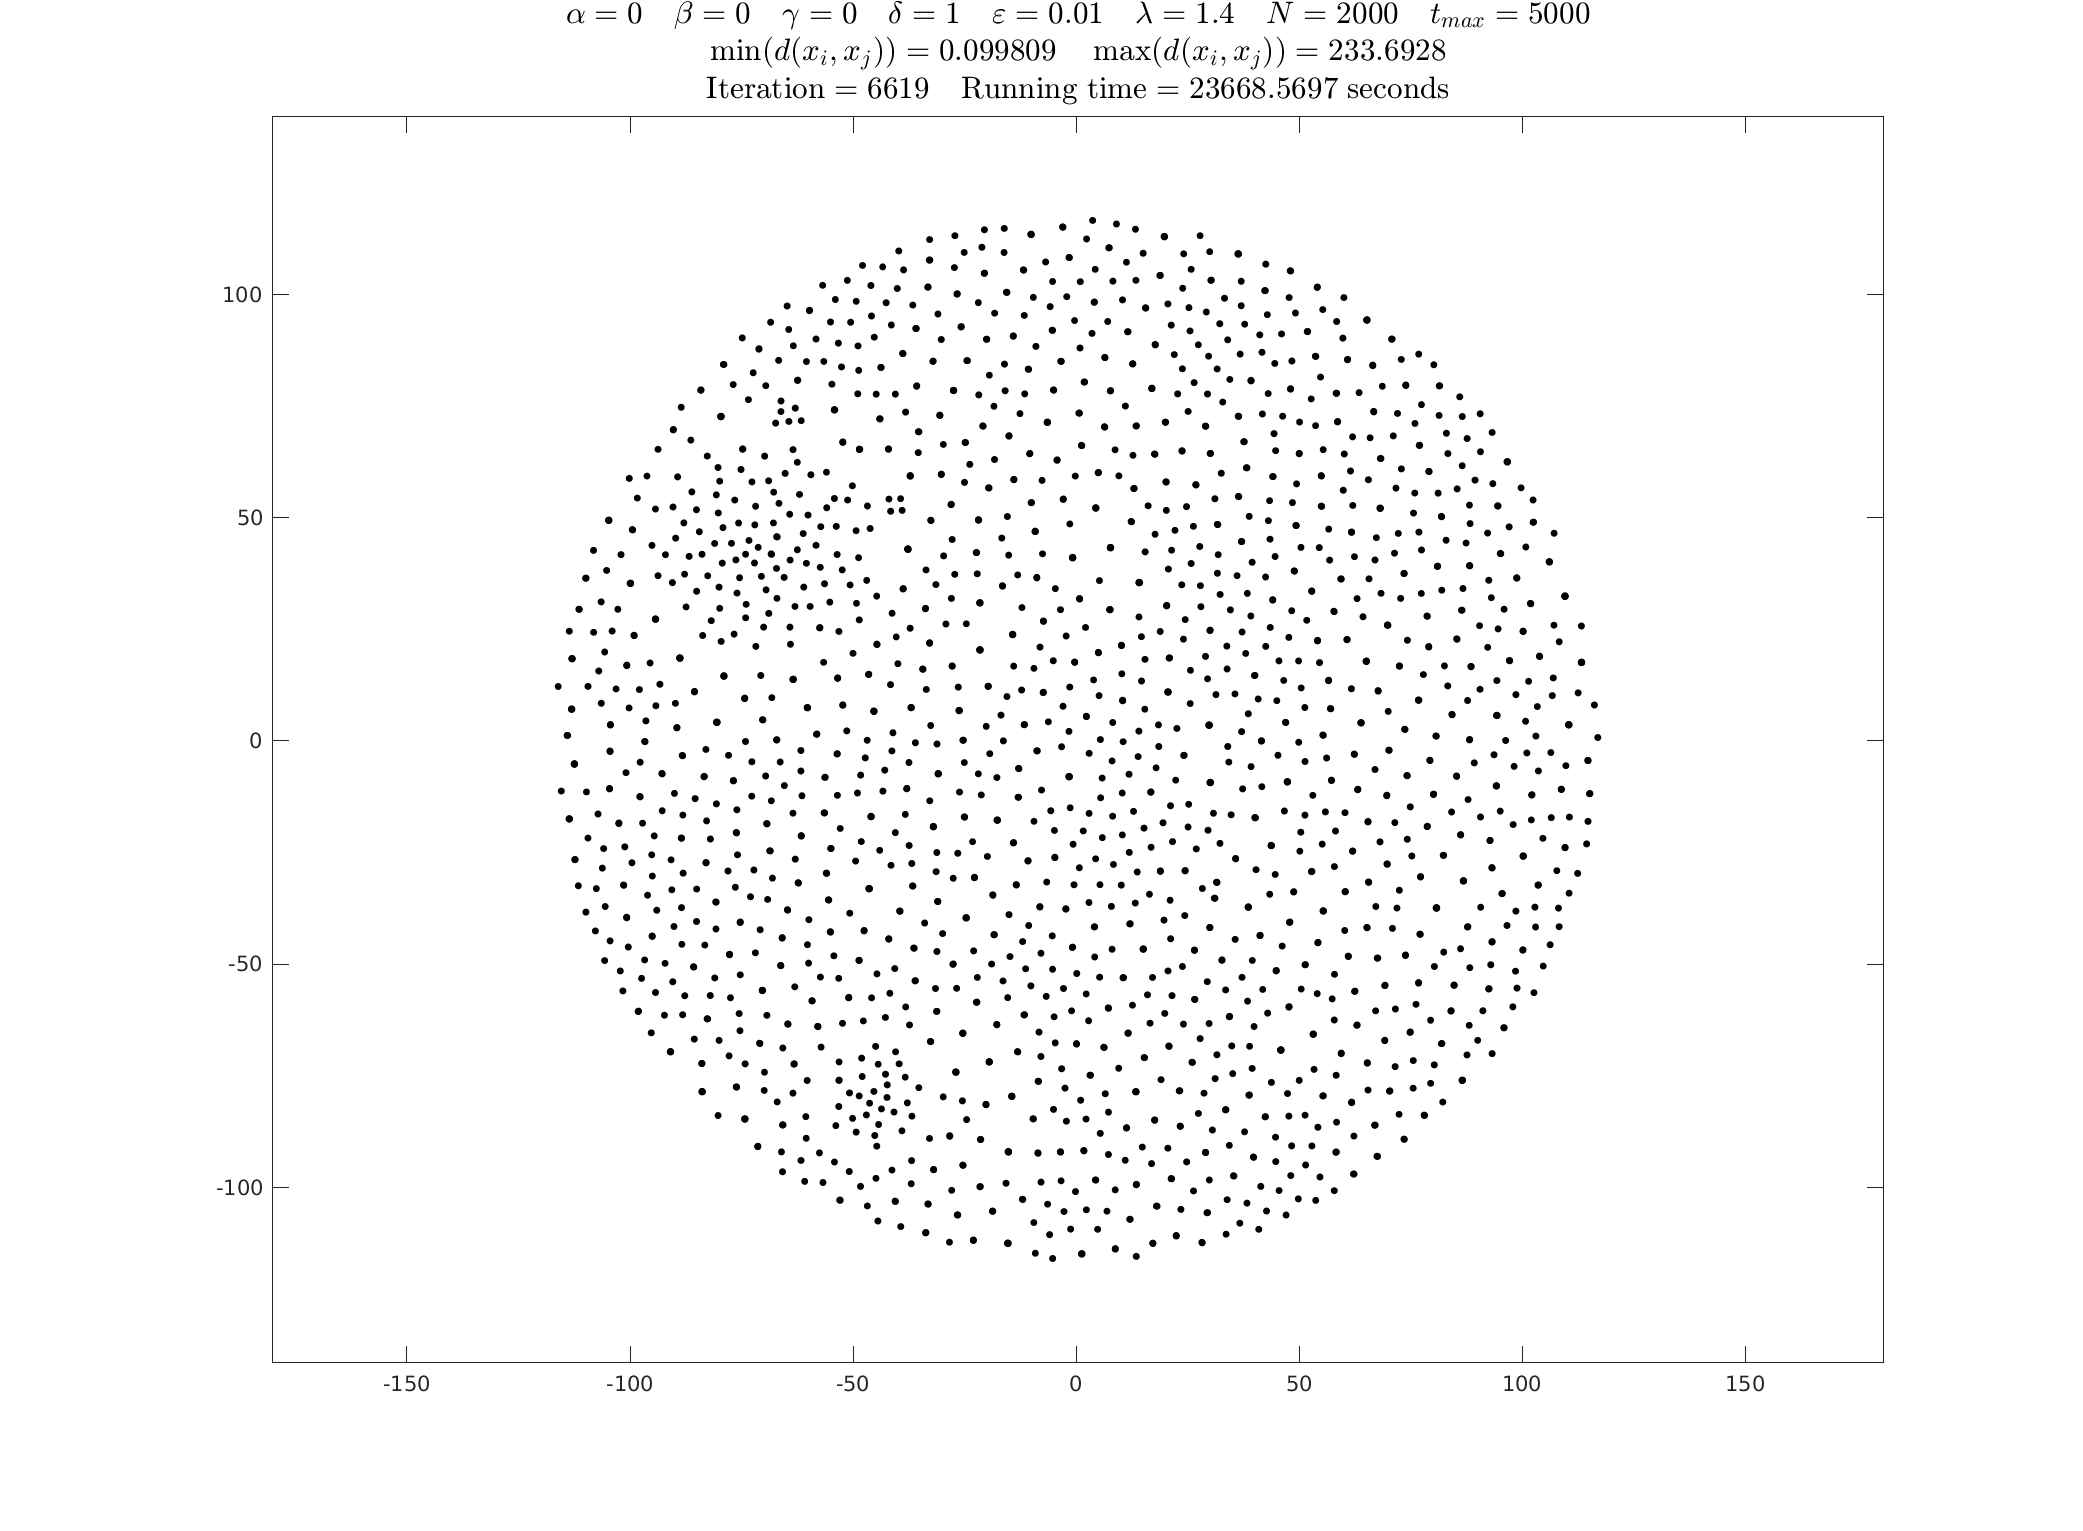 α = 0 β = 0 γ = 0 δ = 1 ε = 0.01 λ = 1.4 N = 2000 t_max = 5000
min(d(x_i, x_j)) = 0.099809 max(d(x_i, x_j)) = 233.6928
Iteration = 6619 Running time = 23668.5697 seconds
100
50
0
-50
-100
-150 -100 -50 0 50 100 150